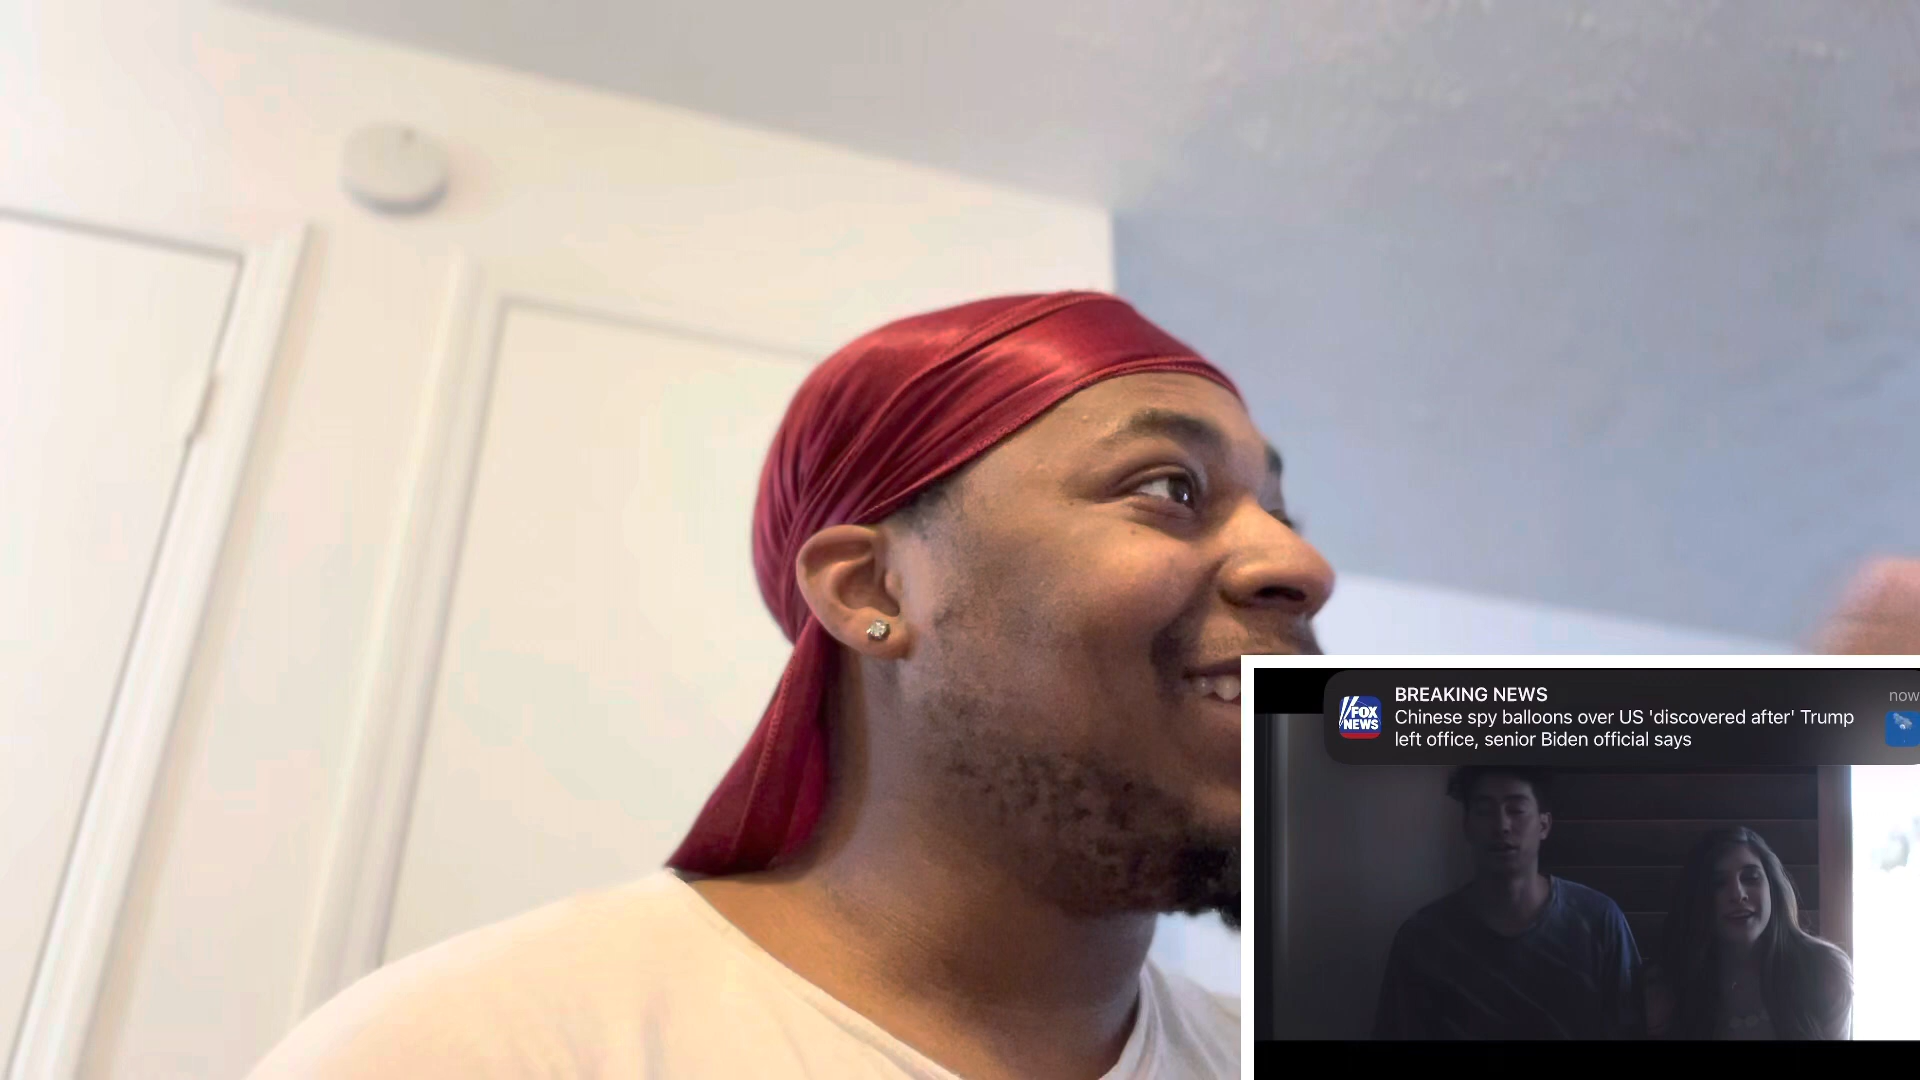 FOX
NEWS
BREAKING NEWS
now
Chinese spy balloons over US 'discovered after' Trump
left office, senior Biden official says